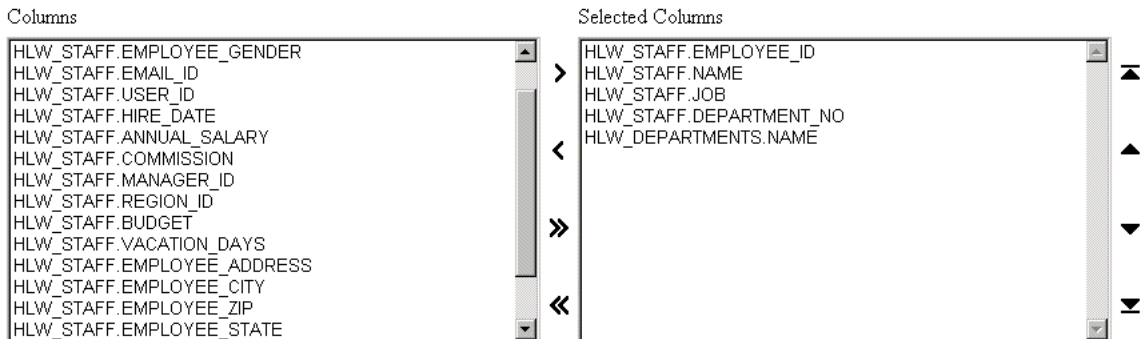 Columns
HLW_STAFF.EMPLOYEE_GENDER
HLW_STAFF.EMAIL_ID
HLW_STAFF.USER_ID
HLW_STAFF.HIRE_DATE
HLW_STAFF.ANNUAL_SALARY
HLW_STAFF.COMMISSION
HLW_STAFF.MANAGER_ID
HLW_STAFF.REGION_ID
HLW_STAFF.BUDGET
HLW_STAFF.VACATION_DAYS
HLW_STAFF.EMPLOYEE_ADDRESS
HLW_STAFF.EMPLOYEE_CITY
HLW_STAFF.EMPLOYEE_ZIP
HLW_STAFF.EMPLOYEE_STATE
Selected Columns
HLW_STAFF.EMPLOYEE_ID
HLW_STAFF.NAME
HLW_STAFF.JOB
HLW_STAFF.DEPARTMENT_NO
HLW_DEPARTMENTS.NAME